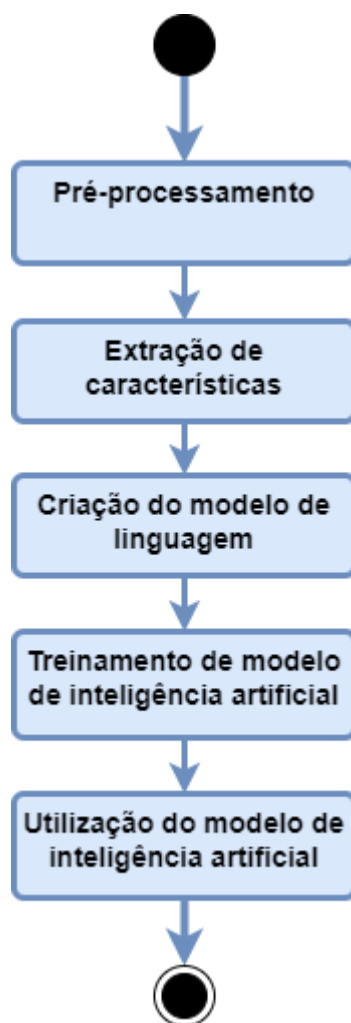 Pré-processamento
Extração de
características
Criação do modelo de
linguagem
Treinamento de modelo
de inteligência artificial
Utilização do modelo de
inteligência artificial